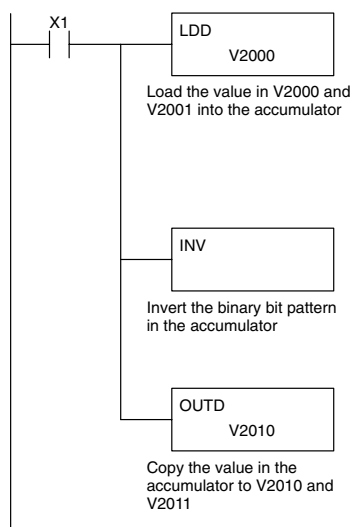 X1
LDD
V2000
Load the value in V2000 and
V2001 into the accumulator
INV
Invert the binary bit pattern
in the accumulator
OUTD
V2010
Copy the value in the
accumulator to V2010 and
V2011